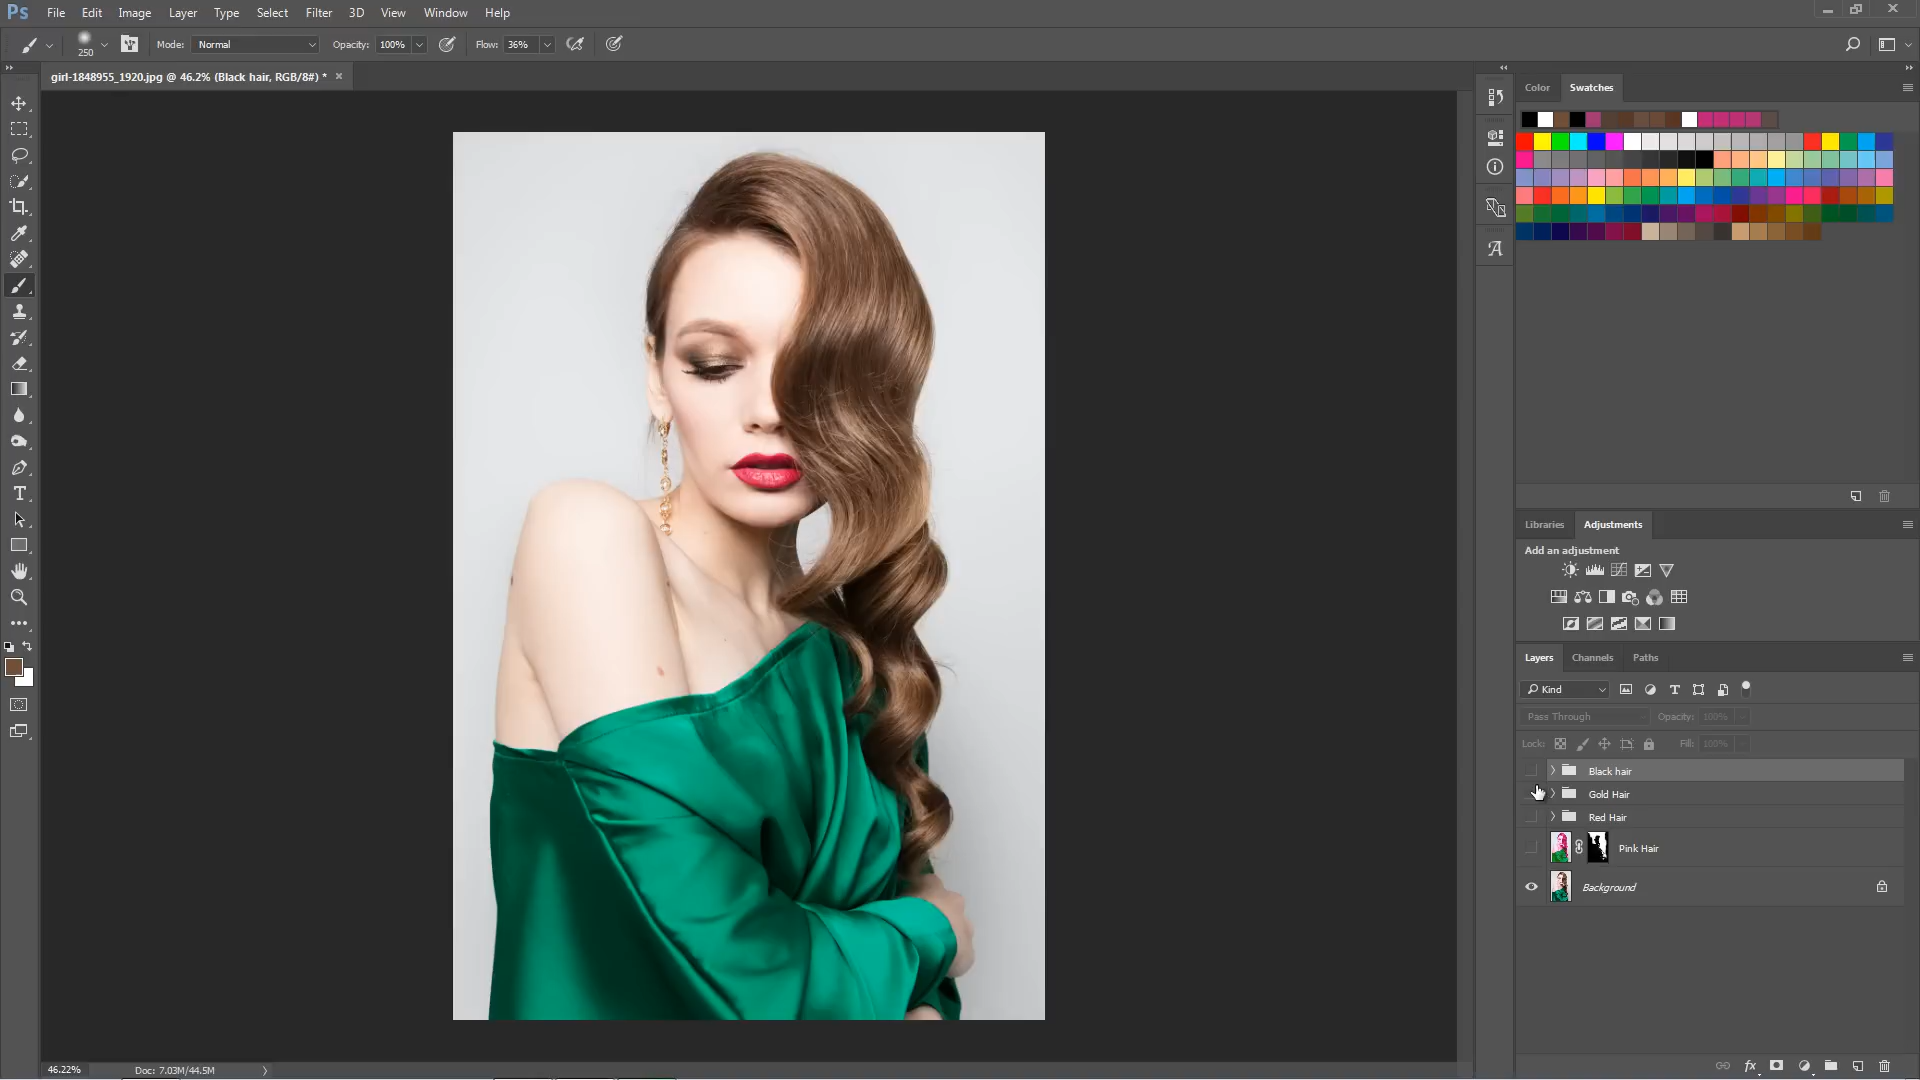 Ps File Edit Image Layer Type Select Filter 3D View Window Help
250 Mode: Normal Opacity: 100% Flow: 36%
girl-1848955_1920.jpg @ 46.2% (Black hair, RGB/8#) * ×
Color Swatches
Libraries Adjustments
Add an adjustment
Layers Channels Paths
Kind
Pass Through Opacity: 100%
Lock: Fill: 100%
Black hair
Gold Hair
Red Hair
Pink Hair
Background
46.22% Doc: 7.03M/44.5M